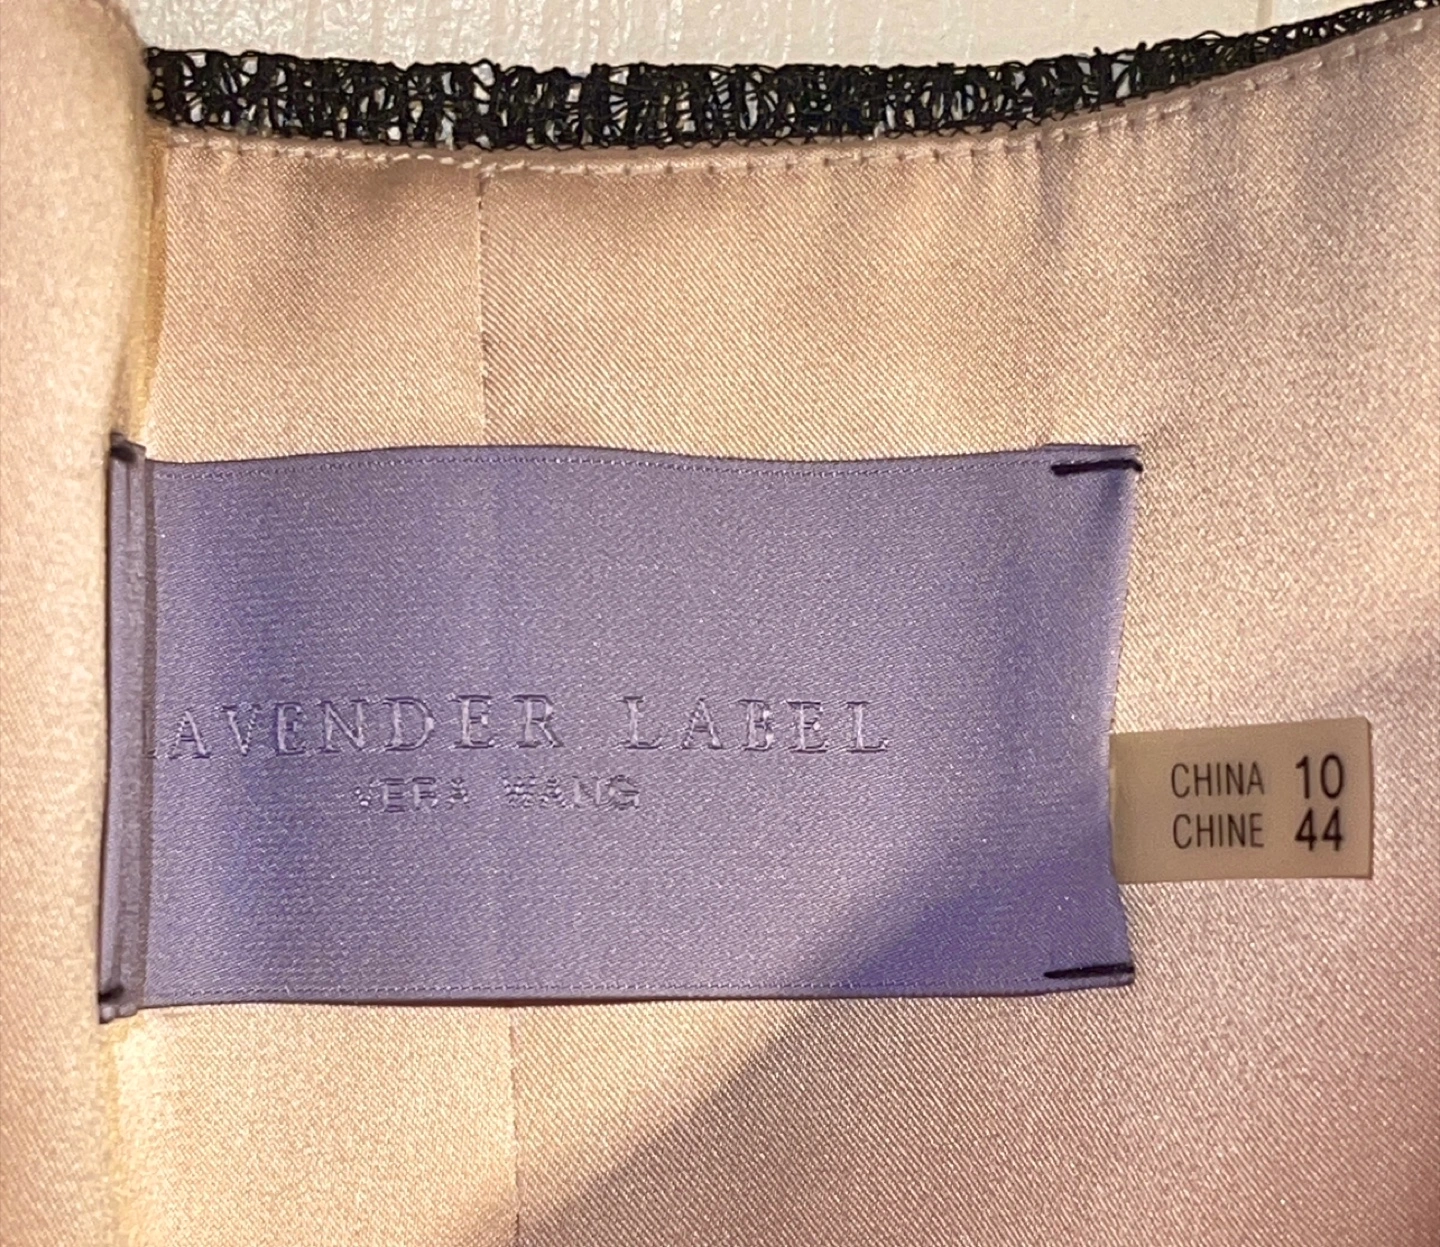 LAVENDER LABEL
VERA WANG
CHINA 10
CHINE 44